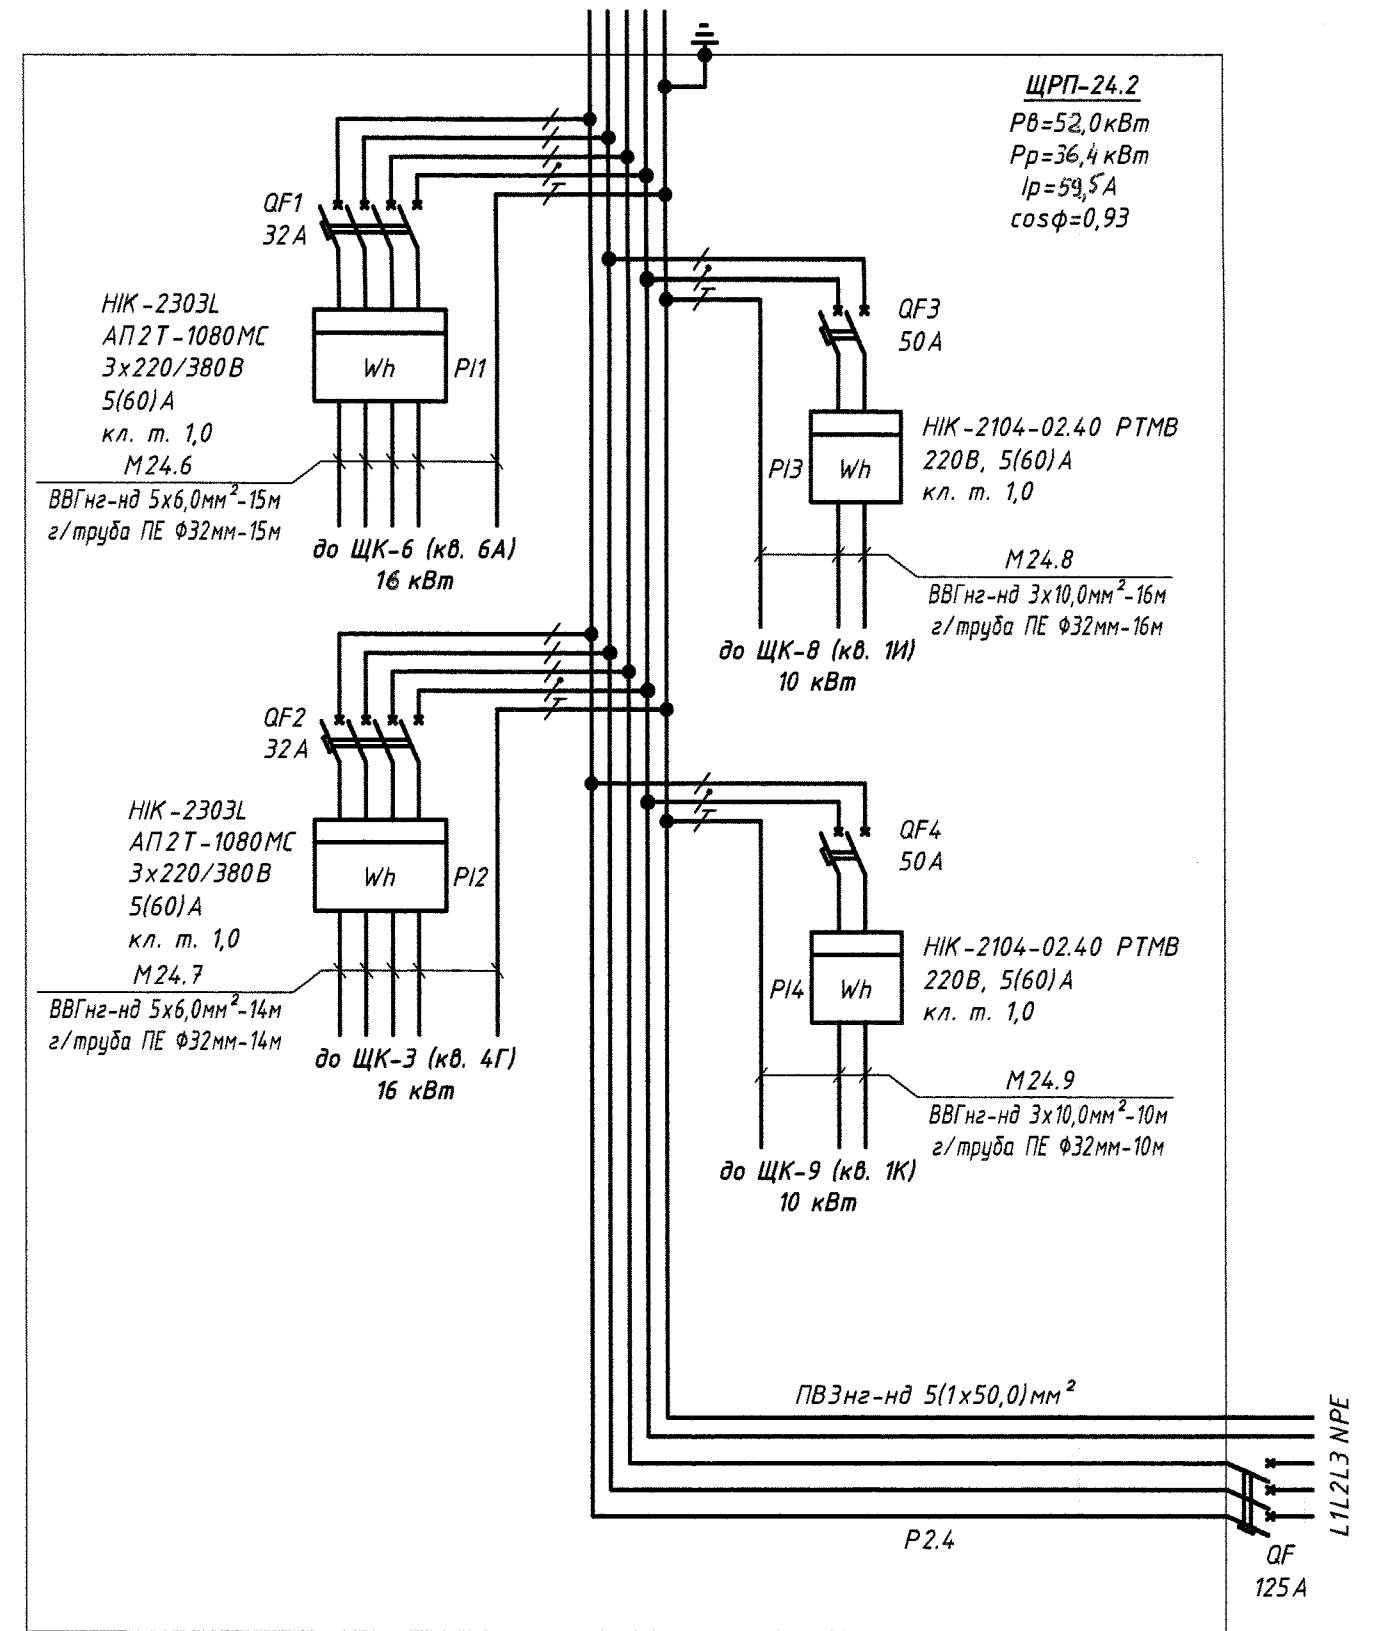 ЩРП-24.2
Рв=52,0кВт
Рр=36,4кВт
Ір=59,5А
cosφ=0,93
QF1
32А
НІК-2303L
АП2Т-1080МС
3х220/380В
5(60)А
кл. т. 1,0
Wh
РІ1
М24.6
ВВГнг-нд 5х6,0мм²-15м
г/труба ПЕ Ф32мм-15м
до ЩК-6 (кв. 6А)
16 кВт
QF3
50А
НІК-2104-02.40 РТМВ
220В, 5(60)А
кл. т. 1,0
РІ3
Wh
М24.8
ВВГнг-нд 3х10,0мм²-16м
г/труба ПЕ Ф32мм-16м
до ЩК-8 (кв. 1И)
10 кВт
QF2
32А
НІК-2303L
АП2Т-1080МС
3х220/380В
5(60)А
кл. т. 1,0
Wh
РІ2
М24.7
ВВГнг-нд 5х6,0мм²-14м
г/труба ПЕ Ф32мм-14м
до ЩК-3 (кв. 4Г)
16 кВт
QF4
50А
НІК-2104-02.40 РТМВ
220В, 5(60)А
кл. т. 1,0
РІ4
Wh
М24.9
ВВГнг-нд 3х10,0мм²-10м
г/труба ПЕ Ф32мм-10м
до ЩК-9 (кв. 1К)
10 кВт
ПВ3нг-нд 5(1х50,0)мм²
L1L2L3 NPE
Р2.4
QF
125А